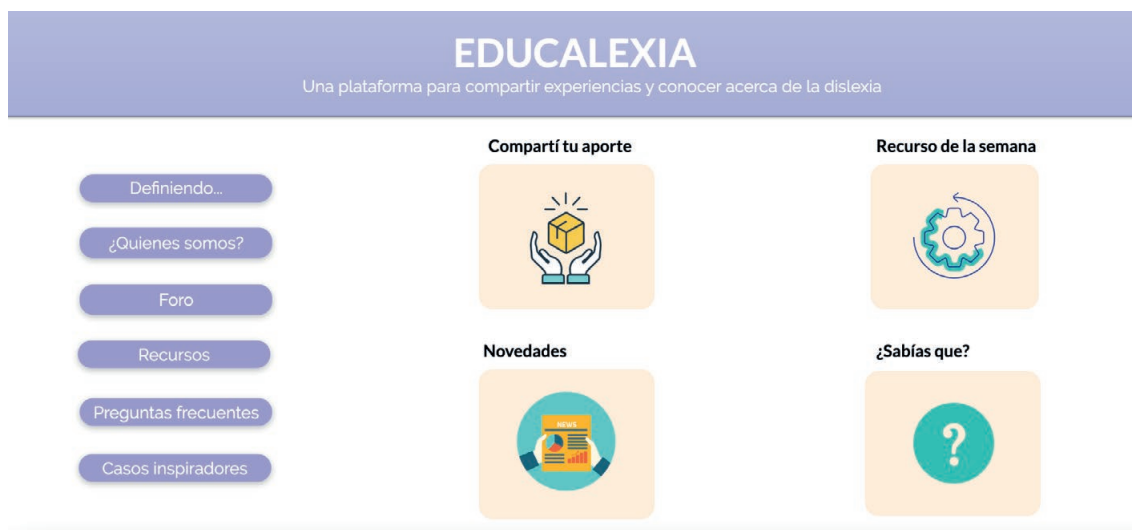 EDUCALEXIA
Una plataforma para compartir experiencias y conocer acerca de la dislexia
Definiendo...
¿Quienes somos?
Foro
Recursos
Preguntas frecuentes
Casos inspiradores
Compartí tu aporte
Recurso de la semana
Novedades
NEWS
¿Sabías que?
?